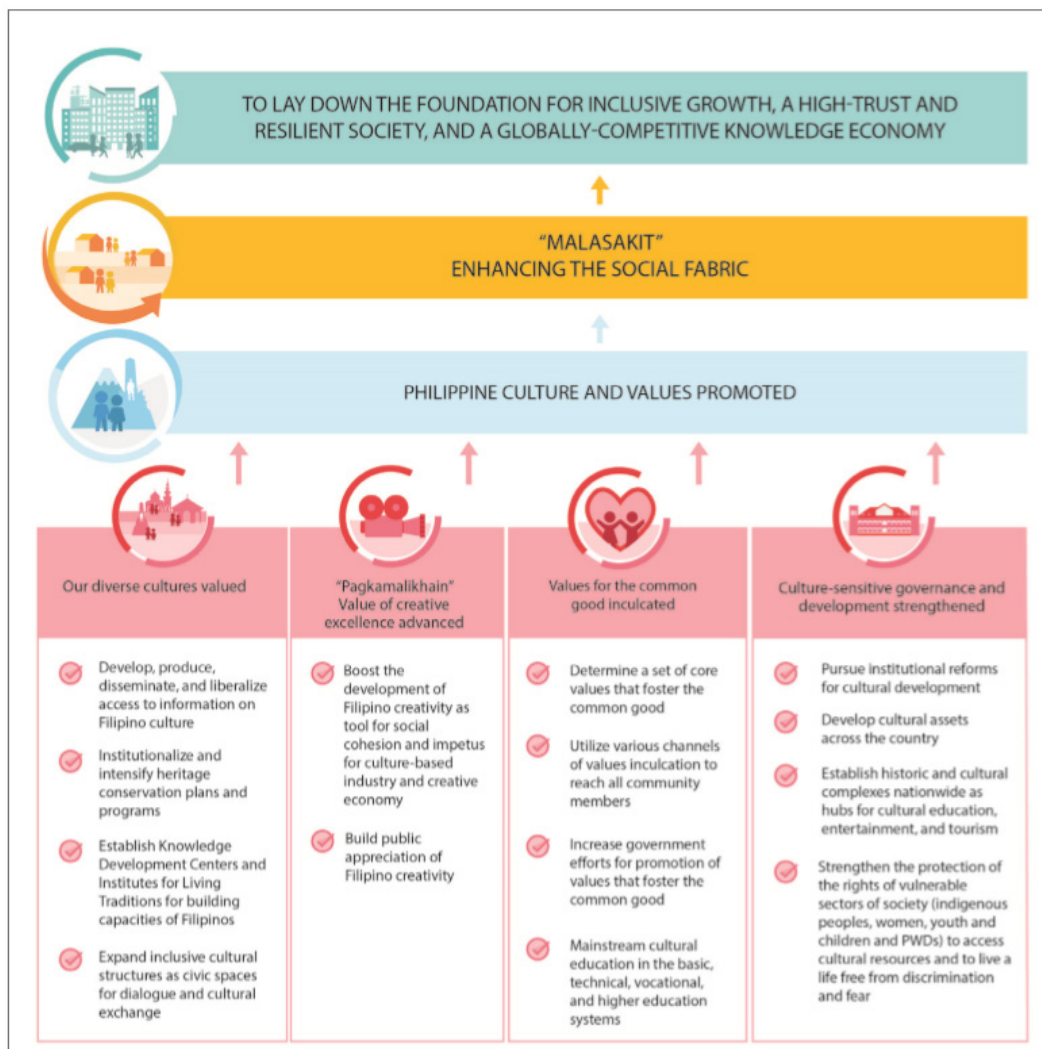 TO LAY DOWN THE FOUNDATION FOR INCLUSIVE GROWTH, A HIGH-TRUST AND
RESILIENT SOCIETY, AND A GLOBALLY-COMPETITIVE KNOWLEDGE ECONOMY
“MALASAKIT”
ENHANCING THE SOCIAL FABRIC
PHILIPPINE CULTURE AND VALUES PROMOTED
Our diverse cultures valued
Develop, produce,
disseminate, and liberalize
access to information on
Filipino culture
Institutionalize and
intensify heritage
conservation plans and
programs
Establish Knowledge
Development Centers and
Institutes for Living
Traditions for building
capacities of Filipinos
Expand inclusive cultural
structures as civic spaces
for dialogue and cultural
exchange
“Pagkamalikhain”
Value of creative
excellence advanced
Boost the
development of
Filipino creativity as
tool for social
cohesion and impetus
for culture-based
industry and creative
economy
Build public
appreciation of
Filipino creativity
Values for the common
good inculcated
Determine a set of core
values that foster the
common good
Utilize various channels
of values inculcation to
reach all community
members
Increase government
efforts for promotion of
values that foster the
common good
Mainstream cultural
education in the basic,
technical, vocational,
and higher education
systems
Culture-sensitive governance and
development strengthened
Pursue institutional reforms
for cultural development
Develop cultural assets
across the country
Establish historic and cultural
complexes nationwide as
hubs for cultural education,
entertainment, and tourism
Strengthen the protection of
the rights of vulnerable
sectors of society (indigenous
peoples, women, youth and
children and PWDs) to access
cultural resources and to live a
life free from discrimination
and fear